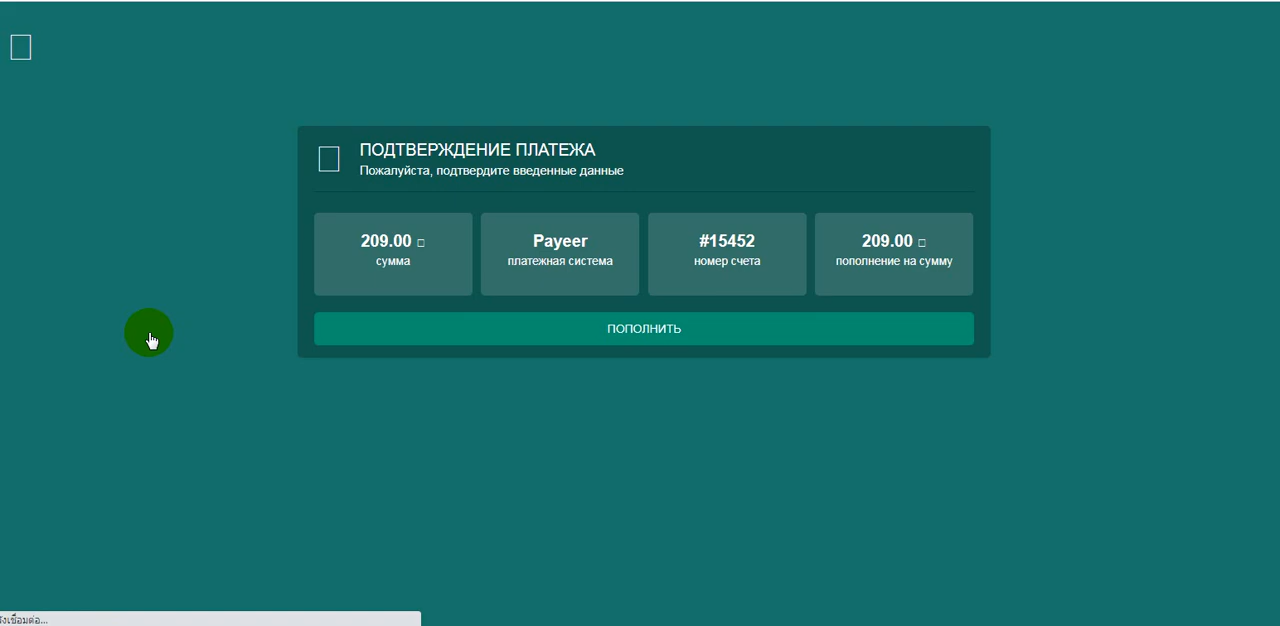 ПОДТВЕРЖДЕНИЕ ПЛАТЕЖА
Пожалуйста, подтвердите введенные данные
209.00
сумма
Payeer
платежная система
#15452
номер счета
209.00
пополнение на сумму
ПОПОЛНИТЬ